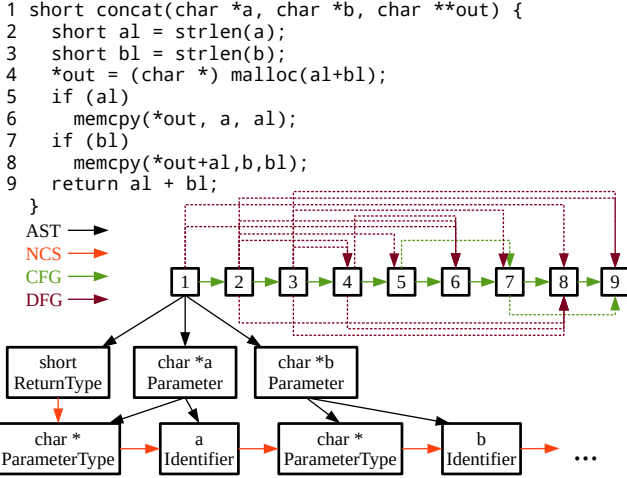 1 short concat(char *a, char *b, char **out) {
2   short al = strlen(a);
3   short bl = strlen(b);
4   *out = (char *) malloc(al+bl);
5   if (al)
6     memcpy(*out, a, al);
7   if (bl)
8     memcpy(*out+al,b,bl);
9   return al + bl;
}
AST
NCS
CFG
DFG
1 2 3 4 5 6 7 8 9
short
ReturnType
char *a
Parameter
char *b
Parameter
char *
ParameterType
a
Identifier
char *
ParameterType
b
Identifier
...